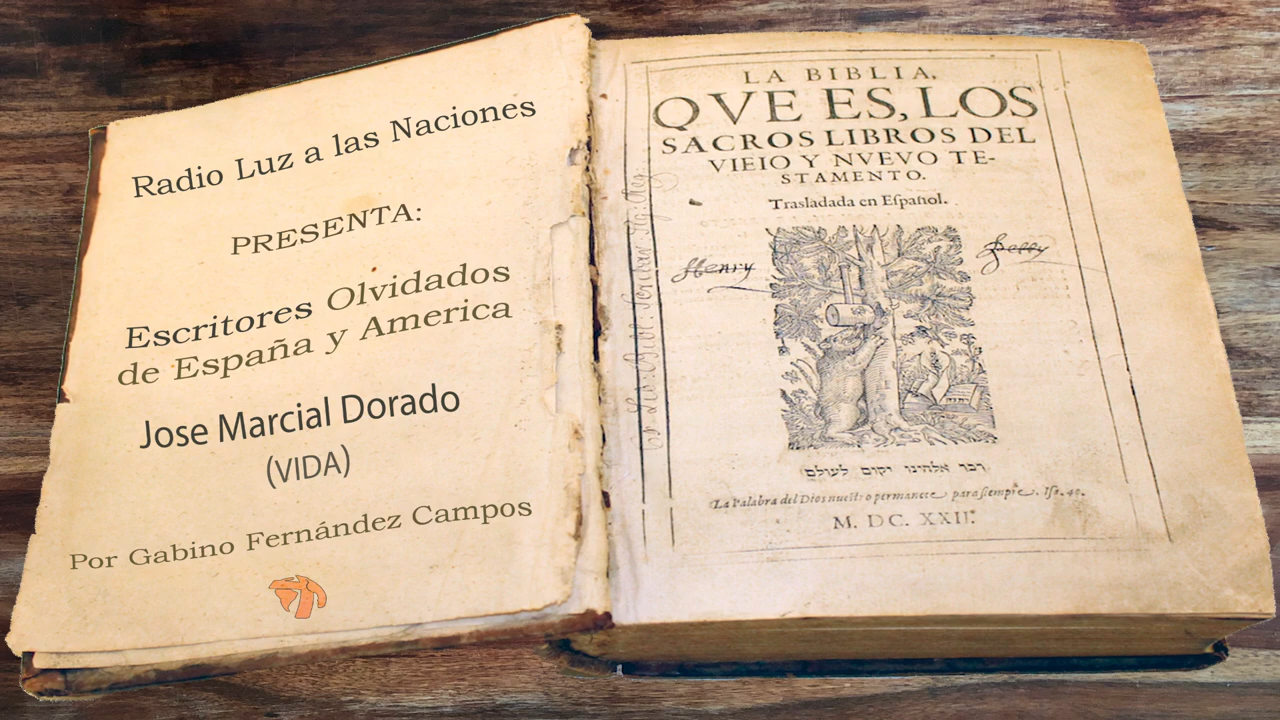 Radio Luz a las Naciones
PRESENTA:
Escritores Olvidados
de España y America
Jose Marcial Dorado
(VIDA)
Por Gabino Fernández Campos
LA BIBLIA,
QVE ES, LOS
SACROS LIBROS DEL
VIEIO Y NVEVO TE-
STAMENTO.
Trasladada en Eſpañol.
Henry
דבר אלהינו יקום לעולם
La Palabra del Dios nueſtro permanece para ſiempre. Iſa. 40.
M. DC. XXII.